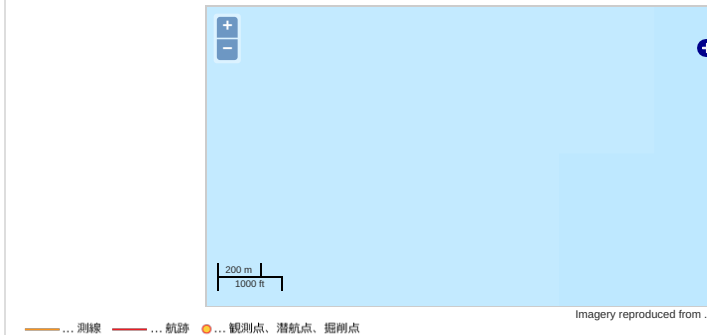 +
−
200 m
1000 ft
Imagery reproduced from .
... 測線 ... 航跡 ... 観測点、潜航点、掘削点